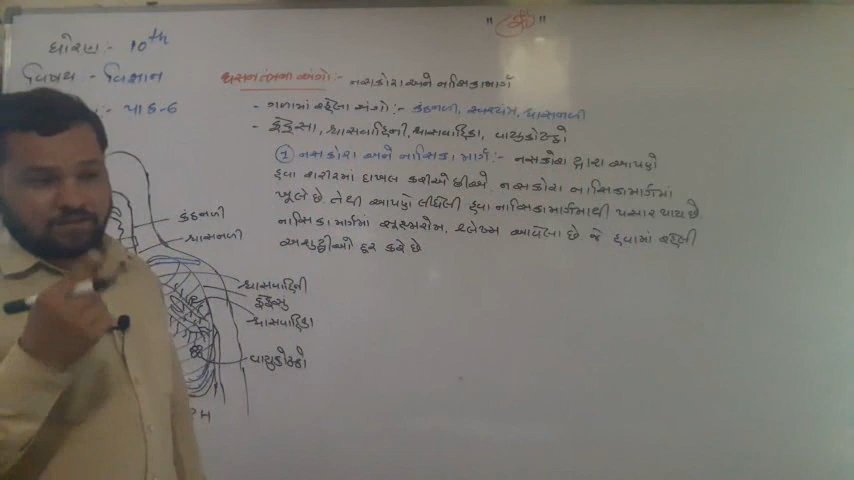 "ૐ"
ધોરણ :- 10th
વિષય - વિજ્ઞાન
: પાઠ-6
શ્વસનતંત્રના અંગો :- નસકોરા અને નાસિકામાર્ગ
- ગળામાં રહેલા અંગો :- કંઠનળી, સ્વરયંત્ર, શ્વાસનળી
- ફેફસા, શ્વાસવાહિની, શ્વાસવાહિકા, વાયુકોષ્ઠો
① નસકોરા અને નાસિકા માર્ગ :- નસકોરા દ્વારા આપણે
હવા શરીરમાં દાખલ કરીએ છીએ. નસકોરા નાસિકામાર્ગમાં
ખૂલે છે. તેથી આપણે લીધેલી હવા નાસિકામાર્ગમાથી પસાર થાય છે.
નાસિકામાર્ગમાં સૂક્ષ્મરોમ, શ્લેષ્મ આવેલા છે જે હવામાં રહેલી
અશુદ્ધીઓ દૂર કરે છે
કંઠનળી
શ્વાસનળી
શ્વાસવાહિની
ફેફસુ
શ્વાસવાહિકા
વાયુકોષ્ઠો